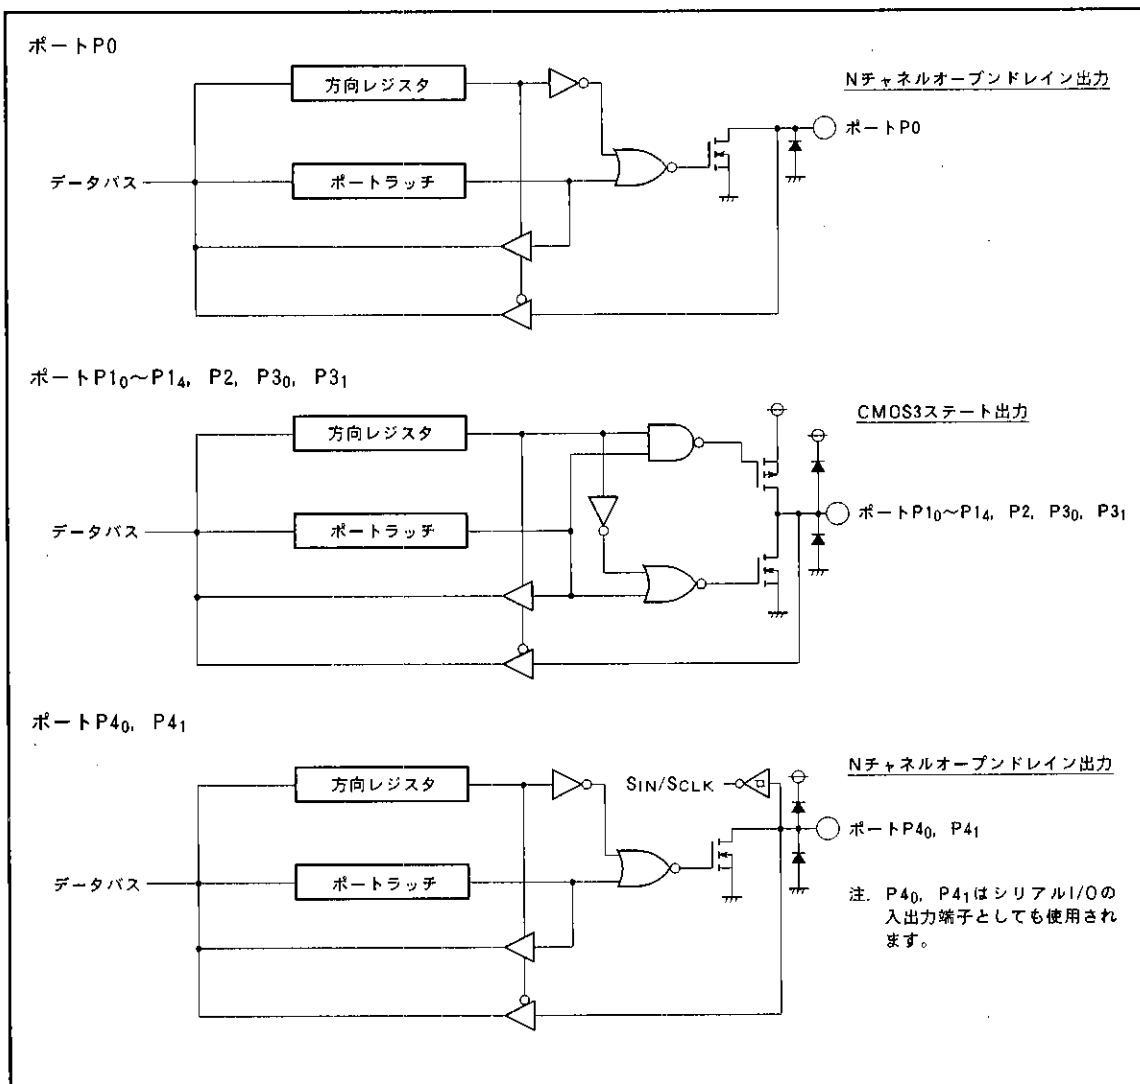 ポートP0
方向レジスタ
Nチャネルオープンドレイン出力
ポートP0
データバス
ポートラッチ
ポートP1₀~P1₄, P2, P3₀, P3₁
方向レジスタ
CMOS3ステート出力
データバス
ポートラッチ
ポートP1₀~P1₄, P2, P3₀, P3₁
ポートP4₀, P4₁
方向レジスタ
SIN/SCLK
Nチャネルオープンドレイン出力
ポートP4₀, P4₁
データバス
ポートラッチ
注. P4₀, P4₁はシリアルI/Oの
入出力端子としても使用され
ます。